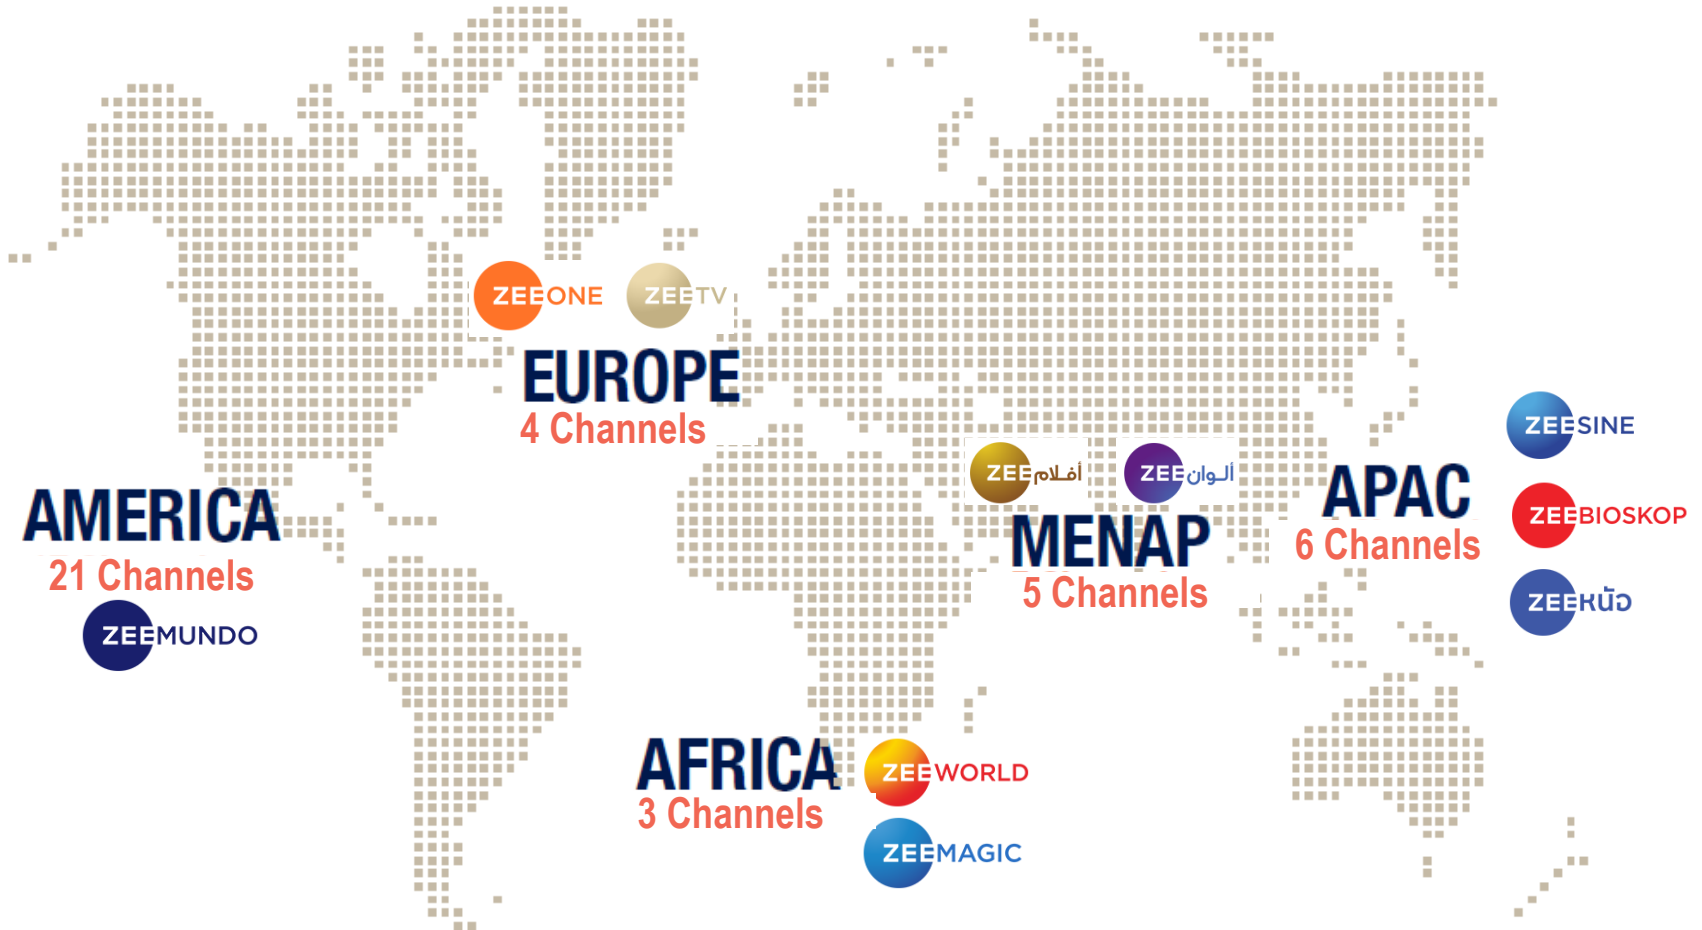 ZEEONE
ZEETV
EUROPE
4 Channels
AMERICA
21 Channels
ZEEMUNDO
AFRICA
3 Channels
ZEEWORLD
ZEEMAGIC
ZEEأفلام
ZEEألوان
MENAP
5 Channels
APAC
6 Channels
ZEESINE
ZEEBIOSKOP
ZEEหนัง